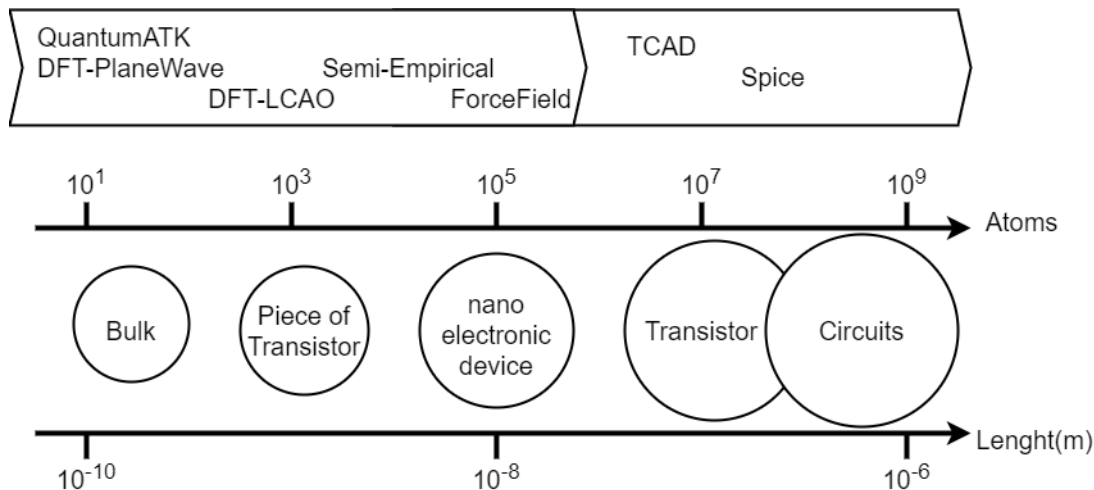 QuantumATK
DFT-PlaneWave
DFT-LCAO
Semi-Empirical
ForceField
TCAD
Spice
10¹
10³
10⁵
10⁷
10⁹
Atoms
Bulk
Piece of
Transistor
nano
electronic
device
Transistor
Circuits
Lenght(m)
10⁻¹⁰
10⁻⁸
10⁻⁶